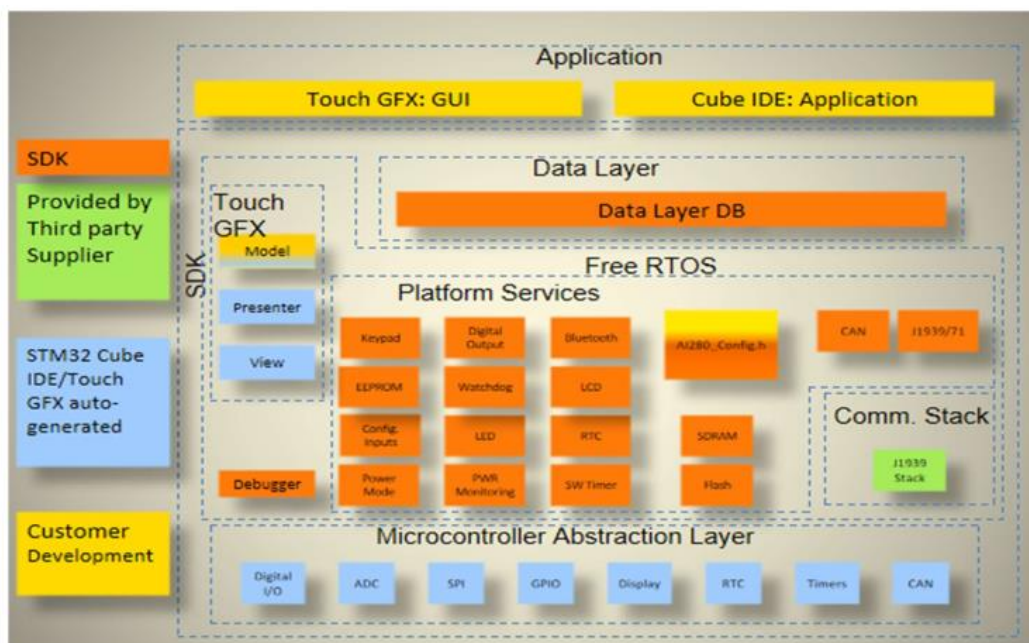 Application
Touch GFX: GUI
Cube IDE: Application
SDK
Provided by
Third party
Supplier
STM32 Cube
IDE/Touch
GFX auto-
generated
Customer
Development
SDK
Data Layer
Data Layer DB
Touch
GFX
Model
Presenter
View
Debugger
Free RTOS
Platform Services
Keypad
Digital
Output
Bluetooth
AI280_Config.h
CAN
J1939/71
EEPROM
Watchdog
LCD
Config.
Inputs
LED
RTC
SDRAM
Power
Mode
PWR
Monitoring
SW Timer
Flash
Comm. Stack
J1939
Stack
Microcontroller Abstraction Layer
Digital
I/O
ADC
SPI
GPIO
Display
RTC
Timers
CAN